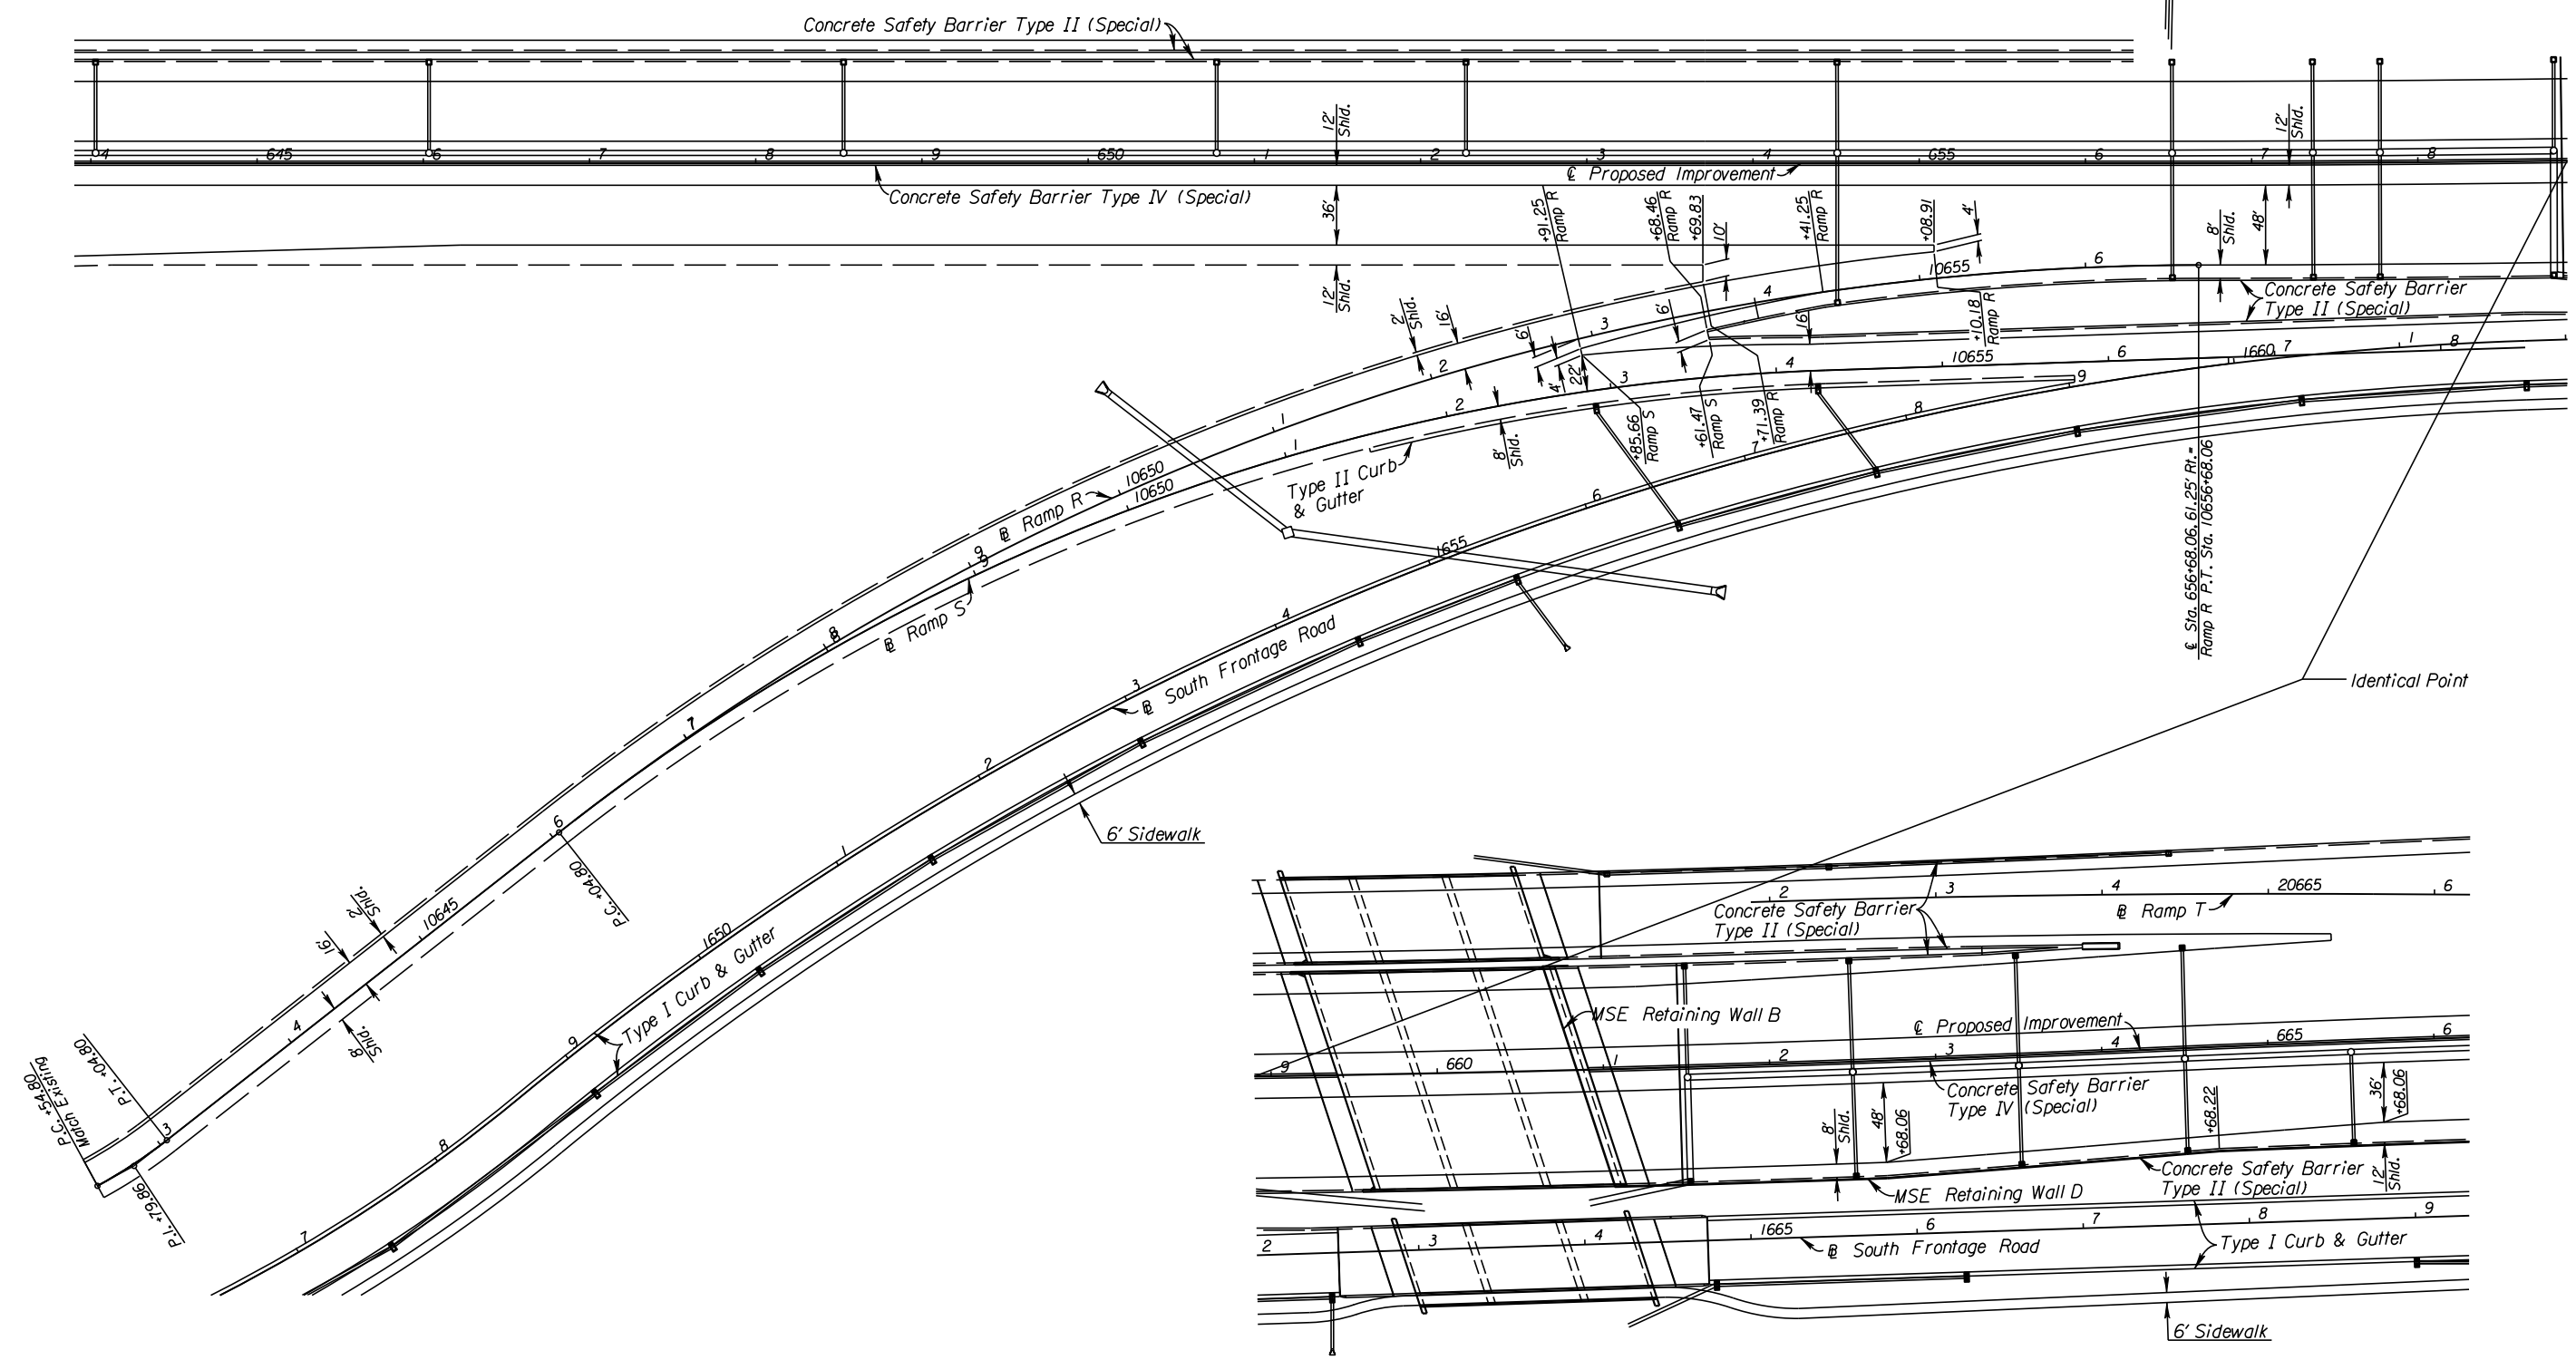 Concrete Safety Barrier Type II (Special)
12'
Shld.
12'
Shld.
4
645
6
7
8
9
650
1
2
3
4
655
6
7
8
℄ Proposed Improvement
Concrete Safety Barrier Type IV (Special)
36'
12'
Shld.
+91.25
Ramp R
+68.46
Ramp R
+69.83
10'
+41.25
Ramp R
+08.91
4'
8'
Shld.
48'
10655
6
4
3
2
1
10650
9
8
7
6
10645
4
3
Concrete Safety Barrier
Type II (Special)
2'
Shld.
16'
6'
4'
22'
6'
16'
+10.18
Ramp R
10655
6
7
4
3
2
1
10650
9
8
7
1660
1
8
9
8
7
6
1655
4
3
2
1
1650
9
8
7
+85.66
Ramp S
+61.47
Ramp S
+71.39
Ramp R
8'
Shld.
Type II Curb
& Gutter
℄ Sta. 656+68.06, 61.25' Rt.=
Ramp R P.T. Sta. 10656+68.06
Identical Point
℄ Ramp R
℄ Ramp S
℄ South Frontage Road
6' Sidewalk
P.C. +04.80
2'
Shld.
16'
8'
Shld.
Type I Curb & Gutter
P.T. +04.80
P.C. +54.80
Match Existing
P.I. +79.86
2
3
4
20665
6
℄ Ramp T
Concrete Safety Barrier
Type II (Special)
MSE Retaining Wall B
℄ Proposed Improvement
9
660
1
2
3
4
665
6
Concrete Safety Barrier
Type IV (Special)
8'
Shld.
48'
+68.06
+68.22
36'
+68.06
12'
Shld.
Concrete Safety Barrier
Type II (Special)
MSE Retaining Wall D
2
3
4
1665
6
7
8
9
℄ South Frontage Road
Type I Curb & Gutter
6' Sidewalk